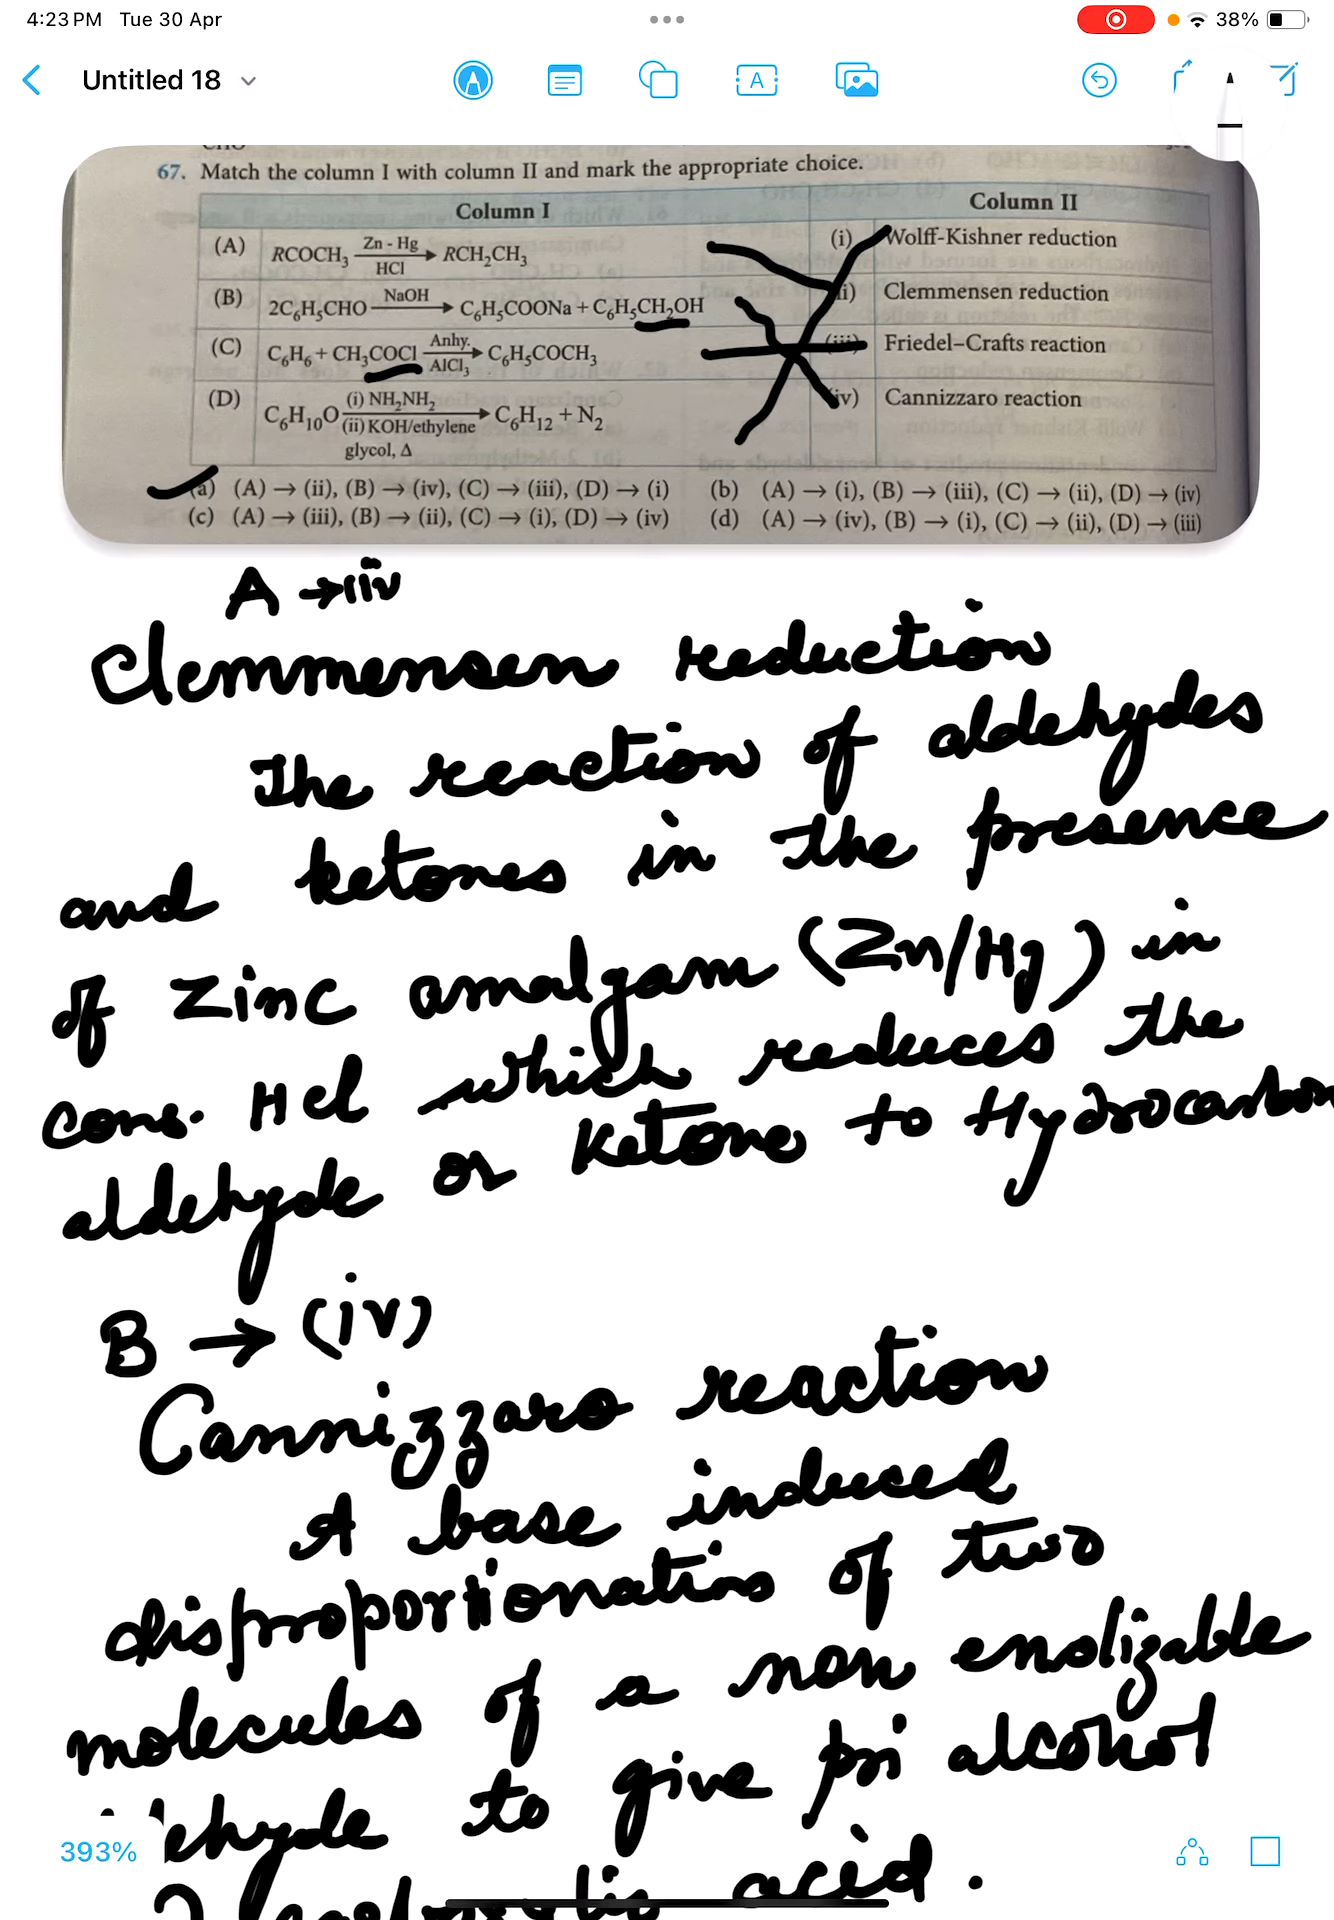 4:23 PM Tue 30 Apr
38%
Untitled 18
A
67. Match the column I with column II and mark the appropriate choice.
Column I Column II
(A) RCOCH₃ Zn - Hg / HCl → RCH₂CH₃ (i) Wolff-Kishner reduction
(B) 2C₆H₅CHO NaOH → C₆H₅COONa + C₆H₅CH₂OH (ii) Clemmensen reduction
(C) C₆H₆ + CH₃COCl Anhy. / AlCl₃ → C₆H₅COCH₃ (iii) Friedel–Crafts reaction
(D) C₆H₁₀O (i) NH₂NH₂ / (ii) KOH/ethylene glycol, Δ → C₆H₁₂ + N₂ (iv) Cannizzaro reaction
(a) (A) → (ii), (B) → (iv), (C) → (iii), (D) → (i) (b) (A) → (i), (B) → (iii), (C) → (ii), (D) → (iv)
(c) (A) → (iii), (B) → (ii), (C) → (i), (D) → (iv) (d) (A) → (iv), (B) → (i), (C) → (ii), (D) → (iii)
A →
Clemmensen reduction
The reaction of aldehydes
and ketones in the presence
of zinc amalgam (Zn/Hg) in
conc. Hcl which reduces the
aldehyde or Ketone to Hydrocarbon
B → (iv)
Cannizzaro reaction
A base induced
disproportionation of two
molecules of a non enolizable
ehyde to give pri alcohol
acid.
393%